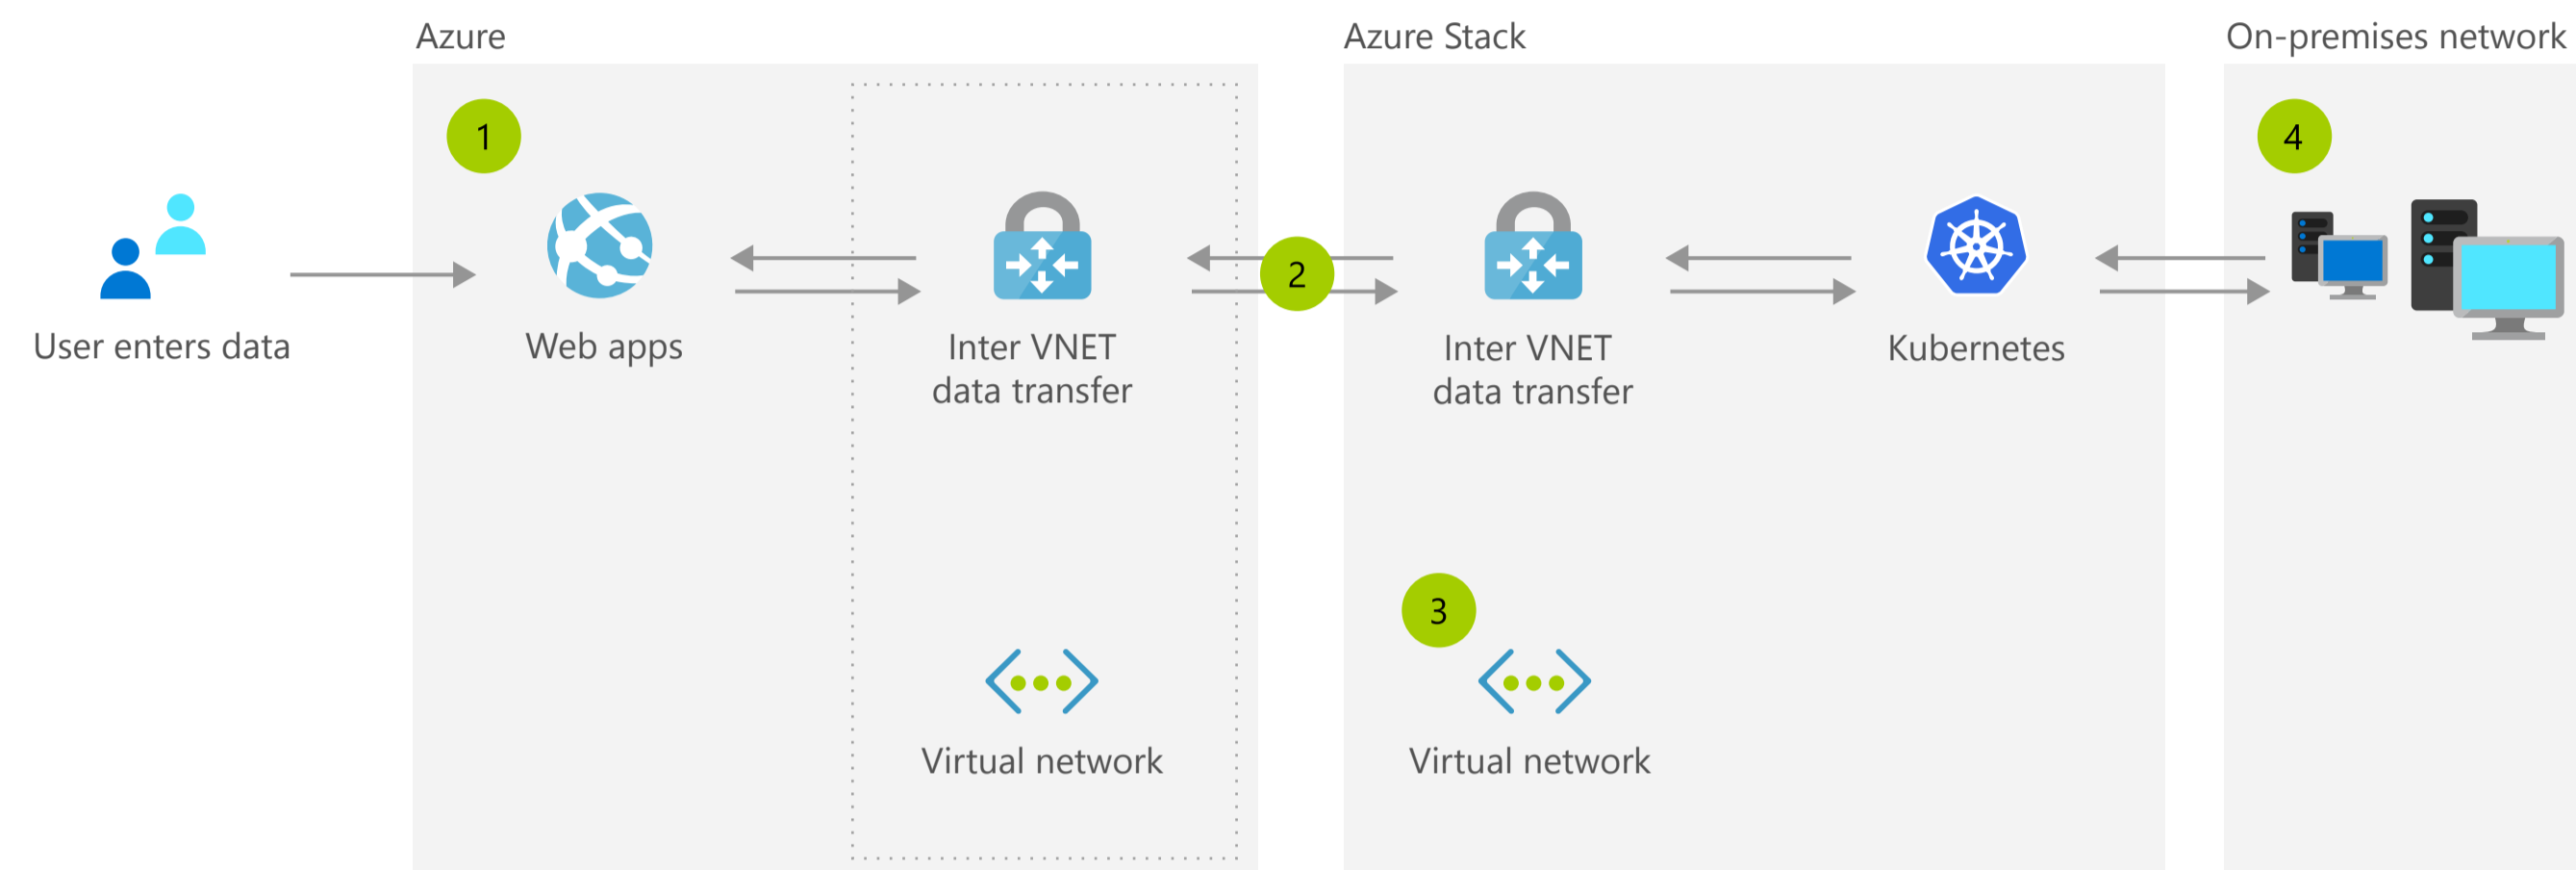 Azure
Azure Stack
On-premises network
1
4
2
User enters data
Web apps
Inter VNET
data transfer
Inter VNET
data transfer
Kubernetes
3
Virtual network
Virtual network